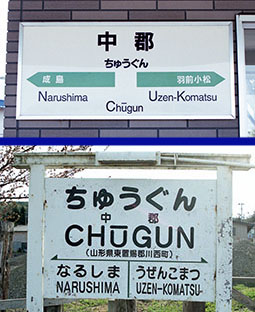 中郡
ちゅうぐん
成島 羽前小松
Narushima Uzen-Komatsu
Chūgun
ちゅうぐん
中郡
CHŪGUN
(山形県東置賜郡川西町)
なるしま うぜんこまつ
NARUSHIMA UZEN-KOMATSU